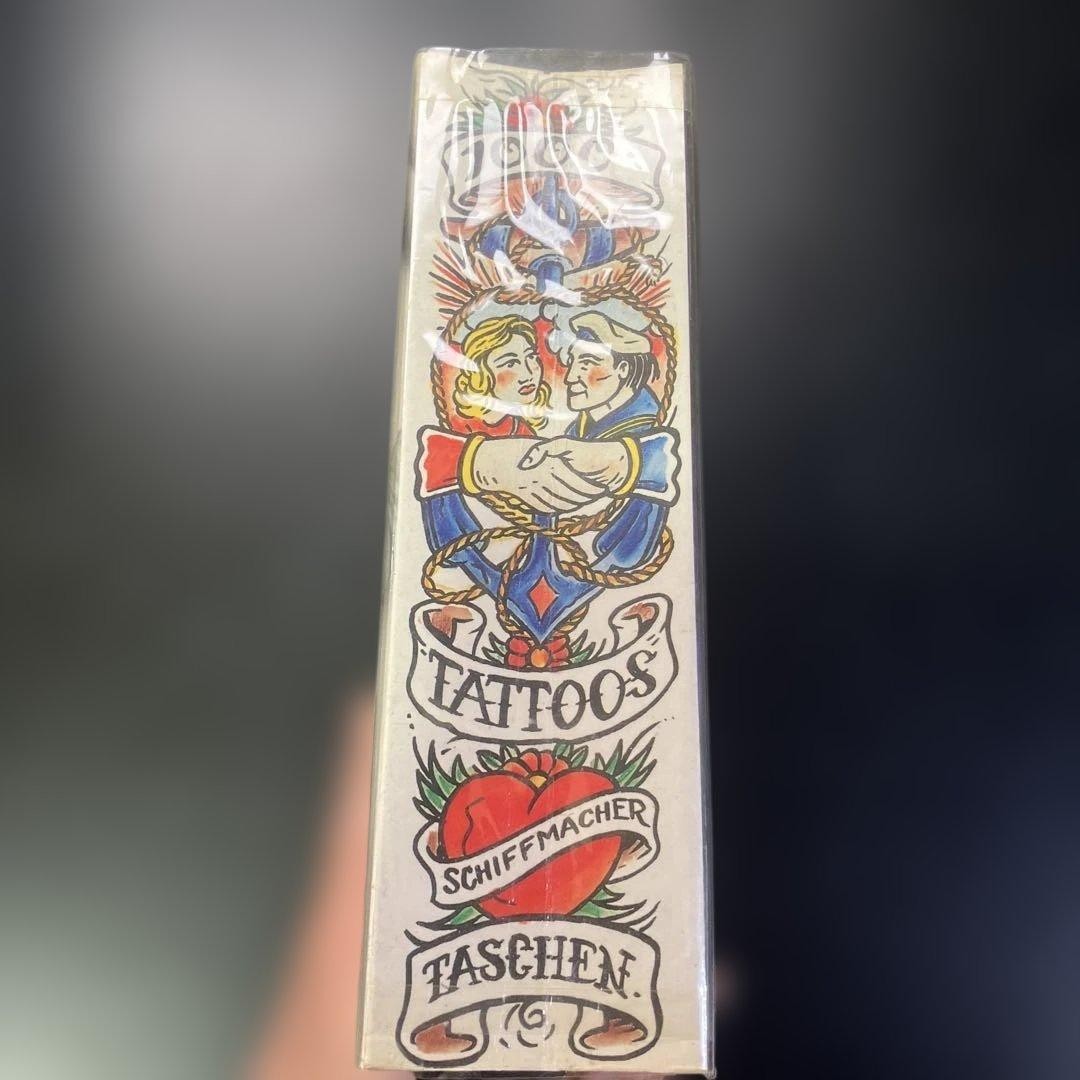 1000
TATTOOS
SCHIFFMACHER
TASCHEN.